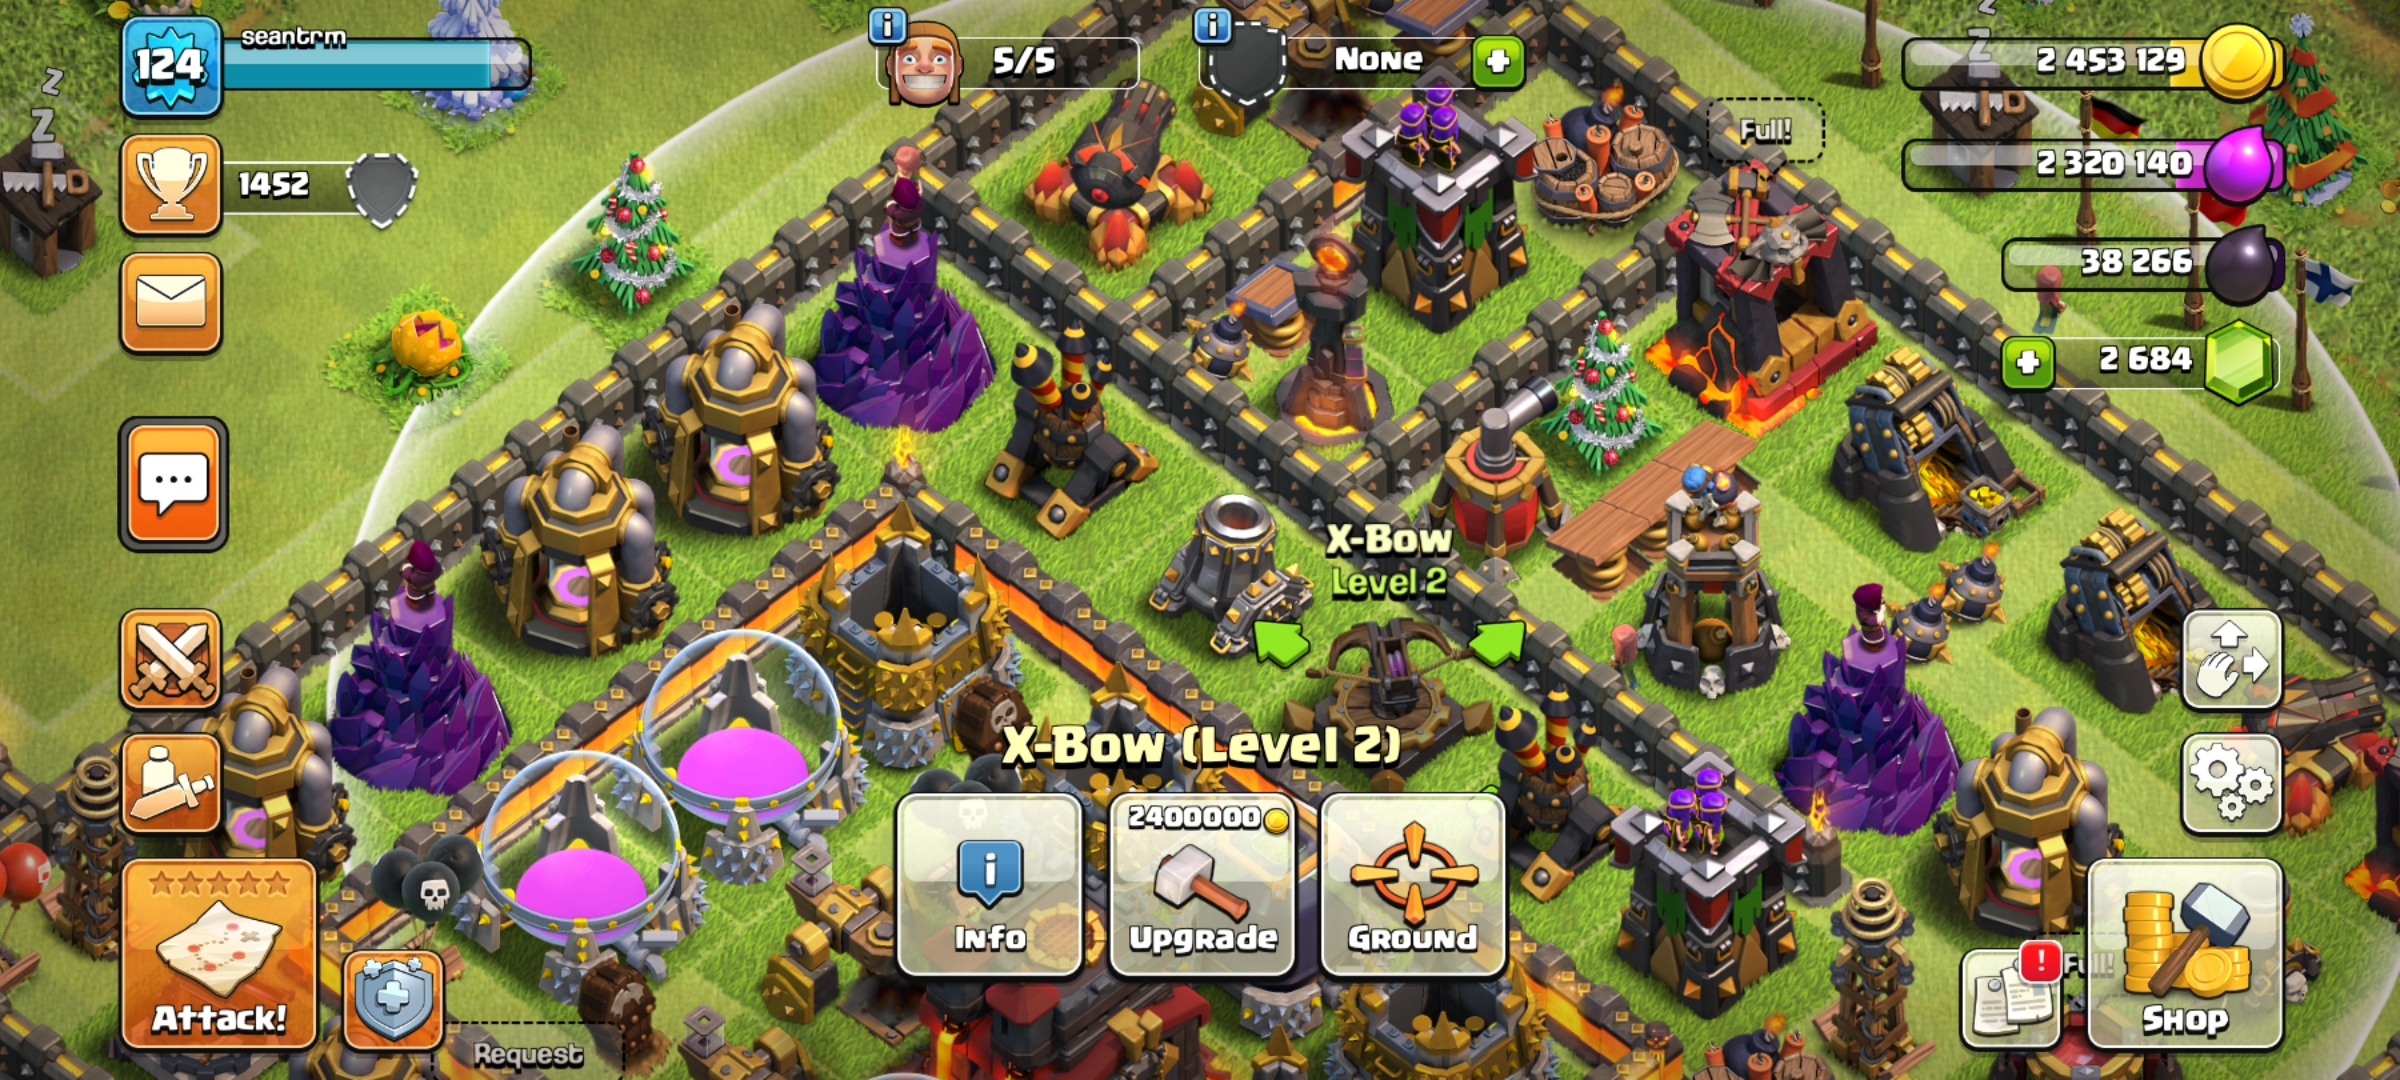 124
seantrm
5/5
None
2 453 129
1452
Full!
2 320 140
38 266
2 684
X-Bow
Level 2
X-Bow (Level 2)
2400000
Info
Upgrade
Ground
Attack!
Request
!
Full!
Shop